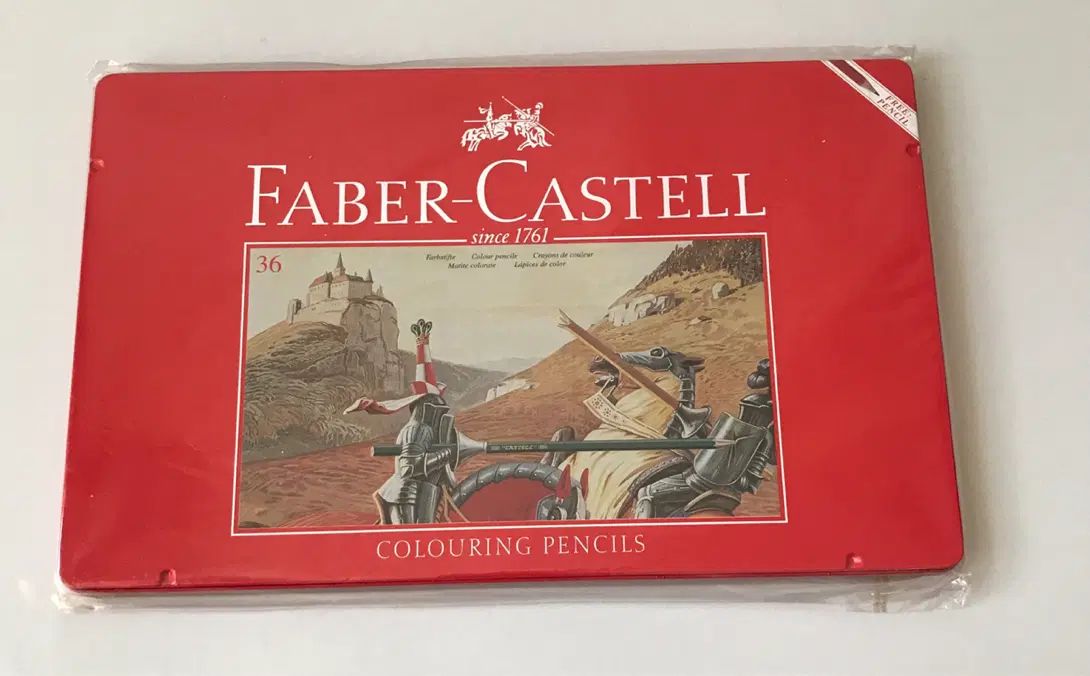 FREE
PENCIL
FABER-CASTELL
since 1761
36
Farbstifte Colour pencils Crayons de couleur
Matite colorate Lápices de color
"CASTELL"
COLOURING PENCILS